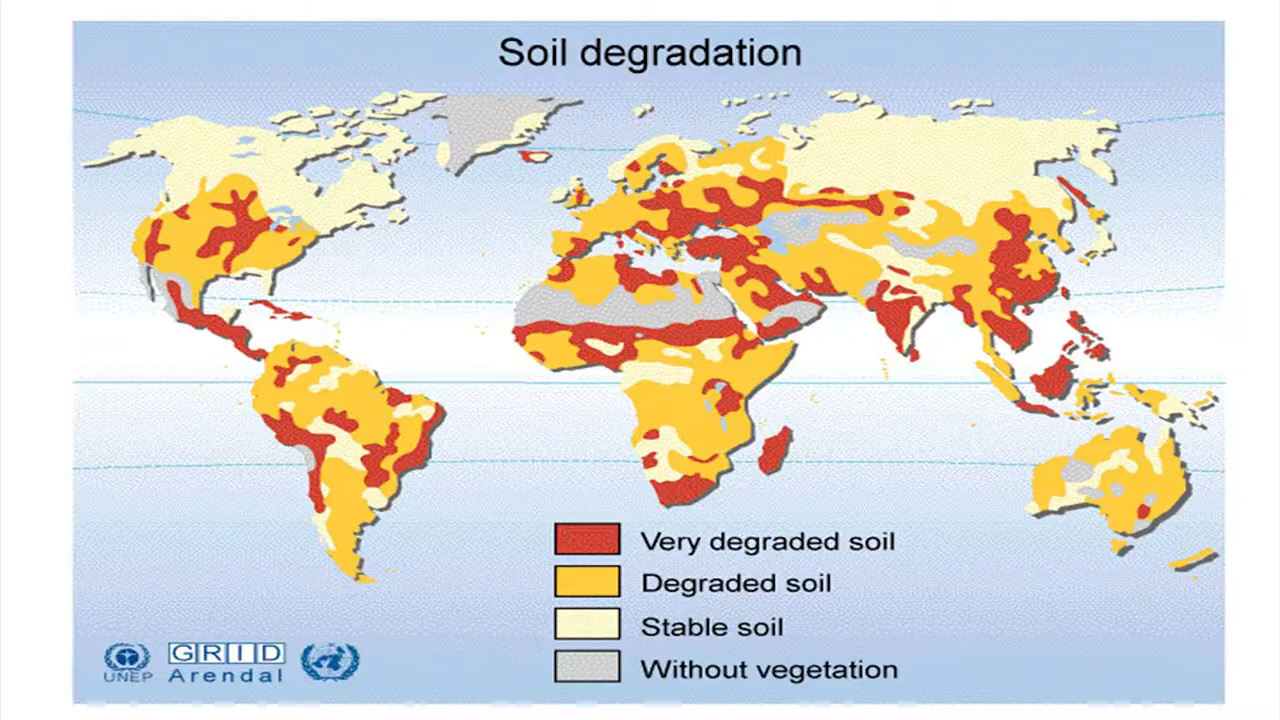 Soil degradation
Very degraded soil
Degraded soil
Stable soil
Without vegetation
GRID
UNEP Arendal